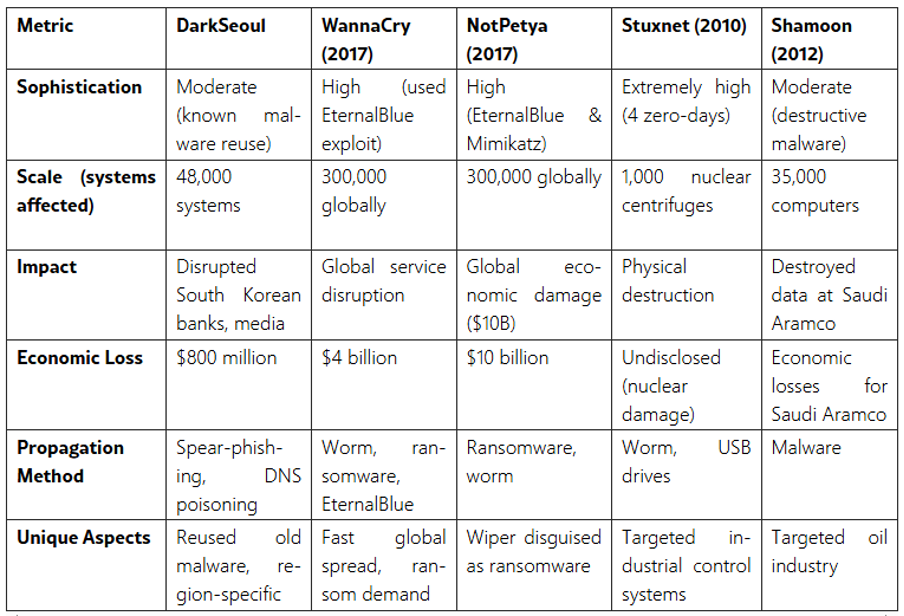 Metric DarkSeoul WannaCry (2017) NotPetya (2017) Stuxnet (2010) Shamoon (2012)
Sophistication Moderate (known mal-ware reuse) High (used EternalBlue exploit) High (EternalBlue & Mimikatz) Extremely high (4 zero-days) Moderate (destructive malware)
Scale (systems affected) 48,000 systems 300,000 globally 300,000 globally 1,000 nuclear centrifuges 35,000 computers
Impact Disrupted South Korean banks, media Global service disruption Global eco-nomic damage ($10B) Physical destruction Destroyed data at Saudi Aramco
Economic Loss $800 million $4 billion $10 billion Undisclosed (nuclear damage) Economic losses for Saudi Aramco
Propagation Method Spear-phish-ing, DNS poisoning Worm, ran-somware, EternalBlue Ransomware, worm Worm, USB drives Malware
Unique Aspects Reused old malware, re-gion-specific Fast global spread, ran-som demand Wiper disguised as ransomware Targeted in-dustrial control systems Targeted oil industry